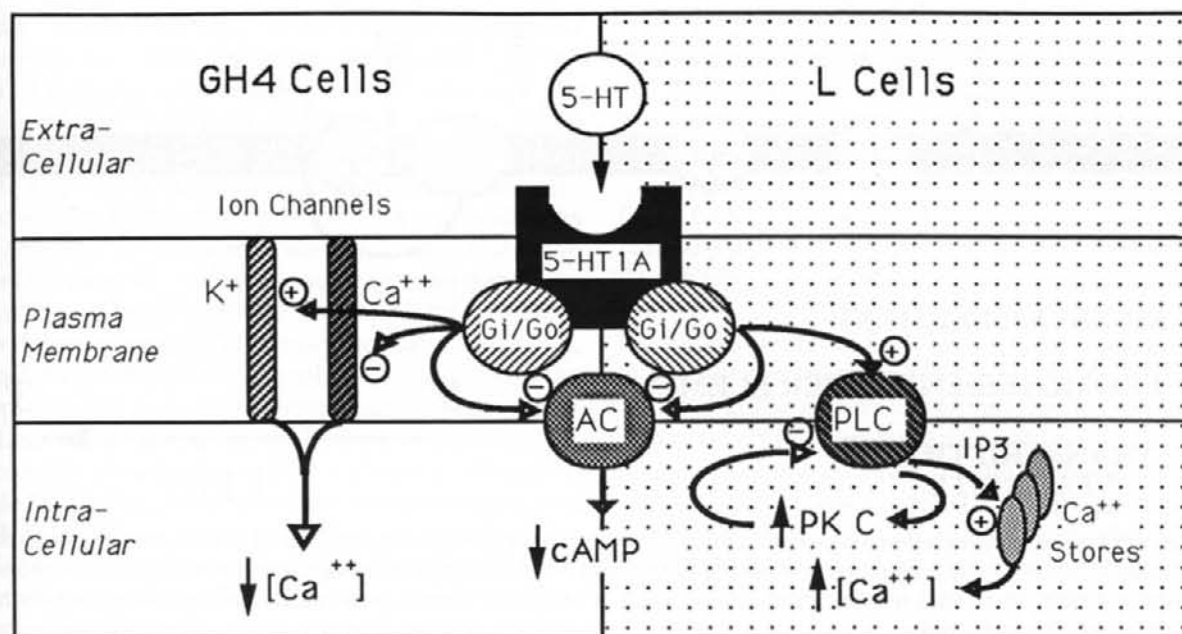 GH4 Cells
5-HT
L Cells
Extra-
Cellular
Ion Channels
5-HT1A
K+
+
Ca++
Plasma
Membrane
Gi/Go
Gi/Go
+
-
-
-
AC
PLC
-
IP3
Intra-
Cellular
PK C
+
Ca++
Stores
cAMP
[Ca++]
[Ca++]